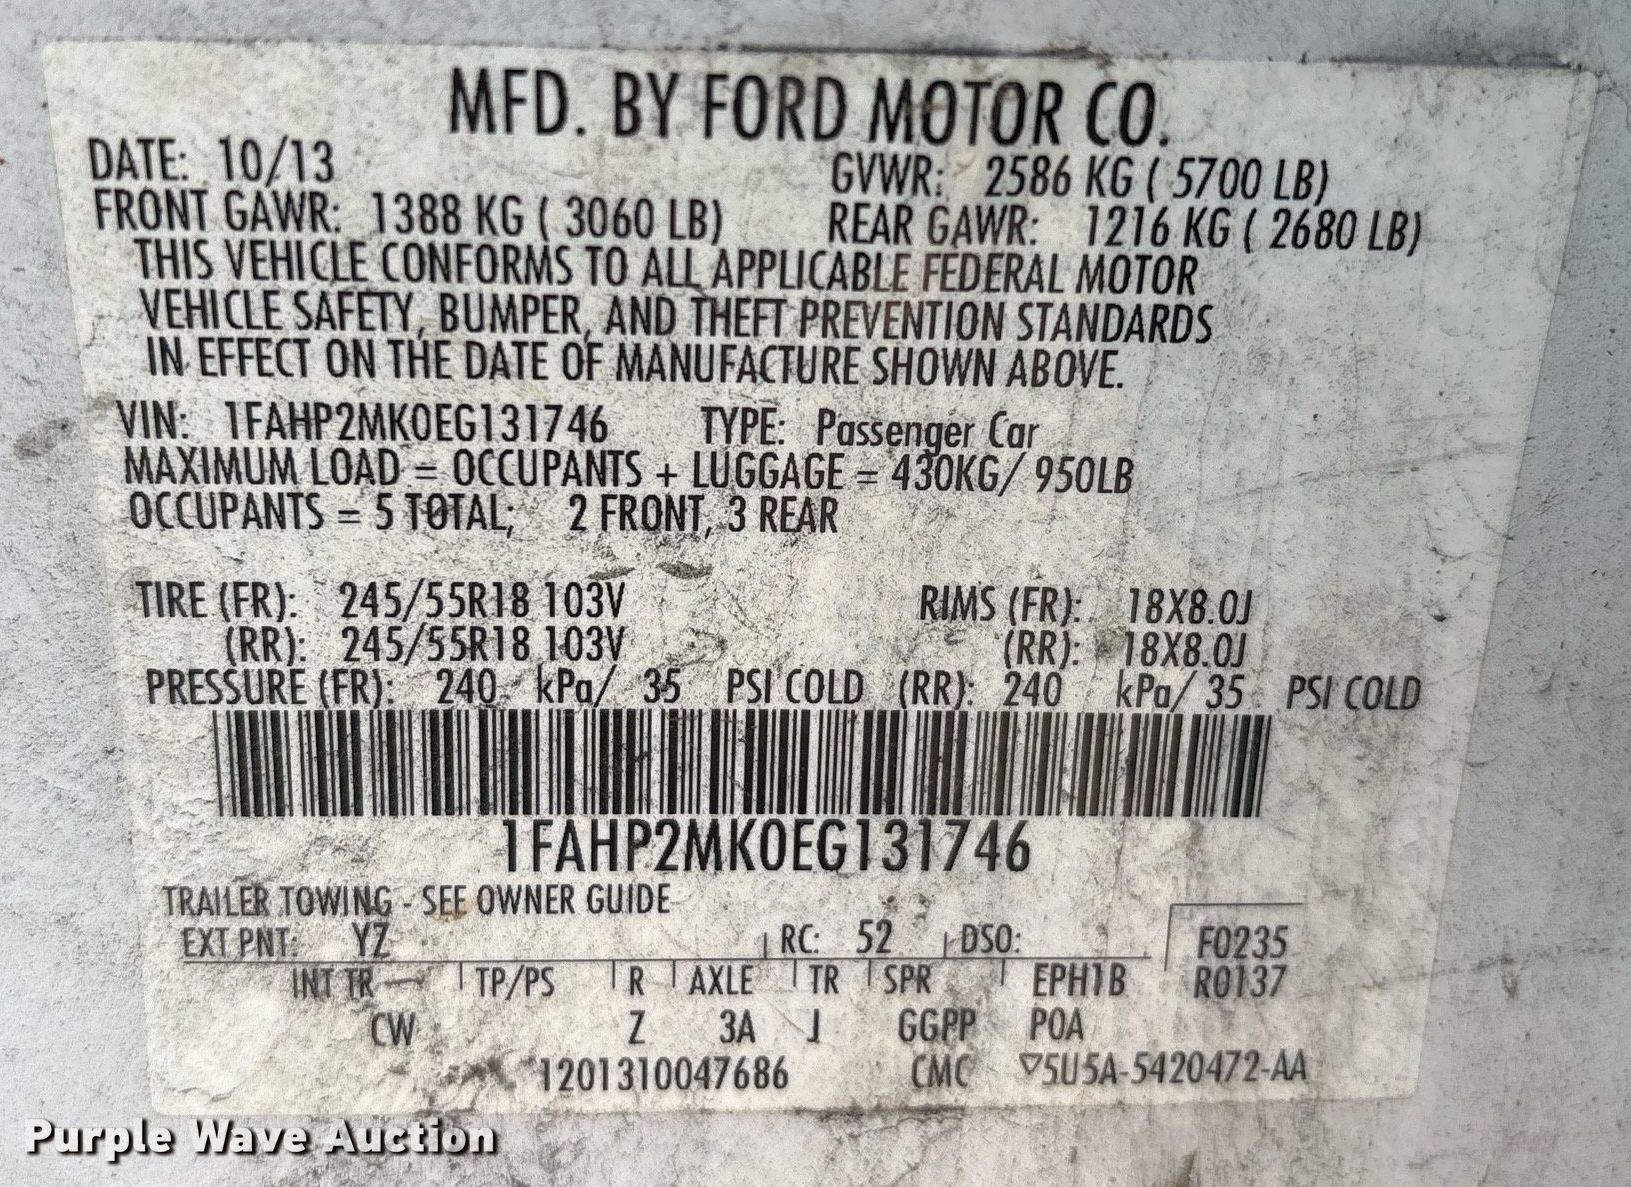 MFD. BY FORD MOTOR CO.
DATE: 10/13 GVWR: 2586 KG ( 5700 LB)
FRONT GAWR: 1388 KG ( 3060 LB) REAR GAWR: 1216 KG ( 2680 LB)
THIS VEHICLE CONFORMS TO ALL APPLICABLE FEDERAL MOTOR
VEHICLE SAFETY, BUMPER, AND THEFT PREVENTION STANDARDS
IN EFFECT ON THE DATE OF MANUFACTURE SHOWN ABOVE.
VIN: 1FAHP2MK0EG131746 TYPE: Passenger Car
MAXIMUM LOAD = OCCUPANTS + LUGGAGE = 430KG/ 950LB
OCCUPANTS = 5 TOTAL; 2 FRONT, 3 REAR
TIRE (FR): 245/55R18 103V RIMS (FR): 18X8.0J
(RR): 245/55R18 103V (RR): 18X8.0J
PRESSURE (FR): 240 kPa/ 35 PSI COLD (RR): 240 kPa/ 35 PSI COLD
1FAHP2MK0EG131746
TRAILER TOWING - SEE OWNER GUIDE
EXT PNT: YZ RC: 52 DSO: F0235
INT TR TP/PS R AXLE TR SPR EPH1B R0137
CW Z 3A J GGPP POA
1201310047686 CMC ▽5U5A-5420472-AA
Purple Wave Auction